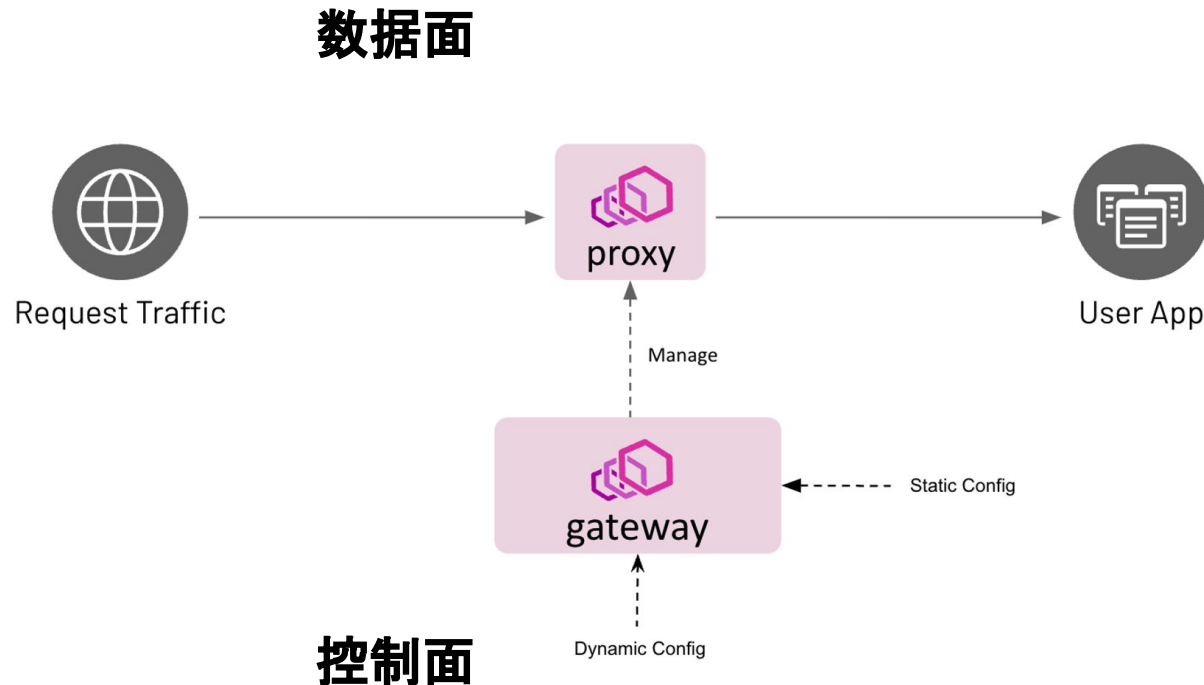 数据面
proxy
Request Traffic
User App
Manage
gateway
Static Config
Dynamic Config
控制面